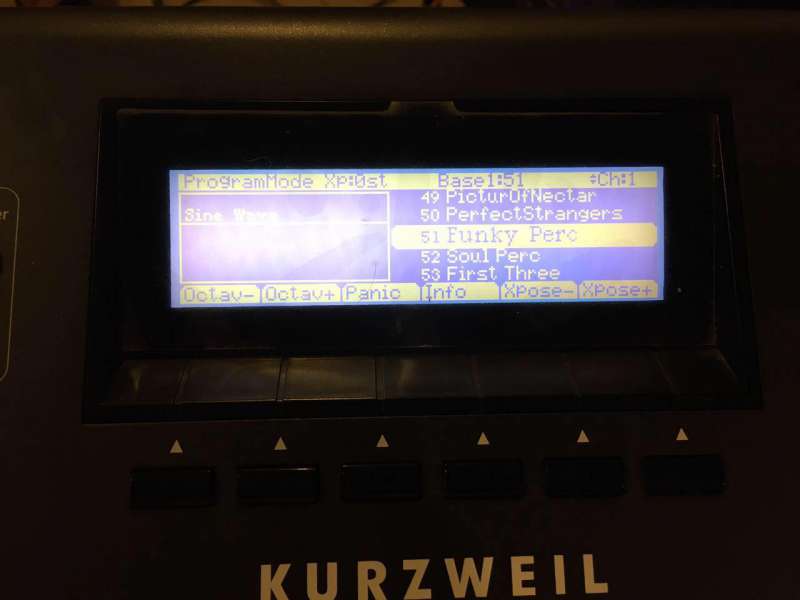 ProgramMode Xp:0st Base1:51 Ch:1
Sine Wave
49 PicturOfNectar
50 PerfectStrangers
51 Funky Perc
52 Soul Perc
53 First Three
Octav- Octav+ Panic Info Xpose- Xpose+
KURZWEIL